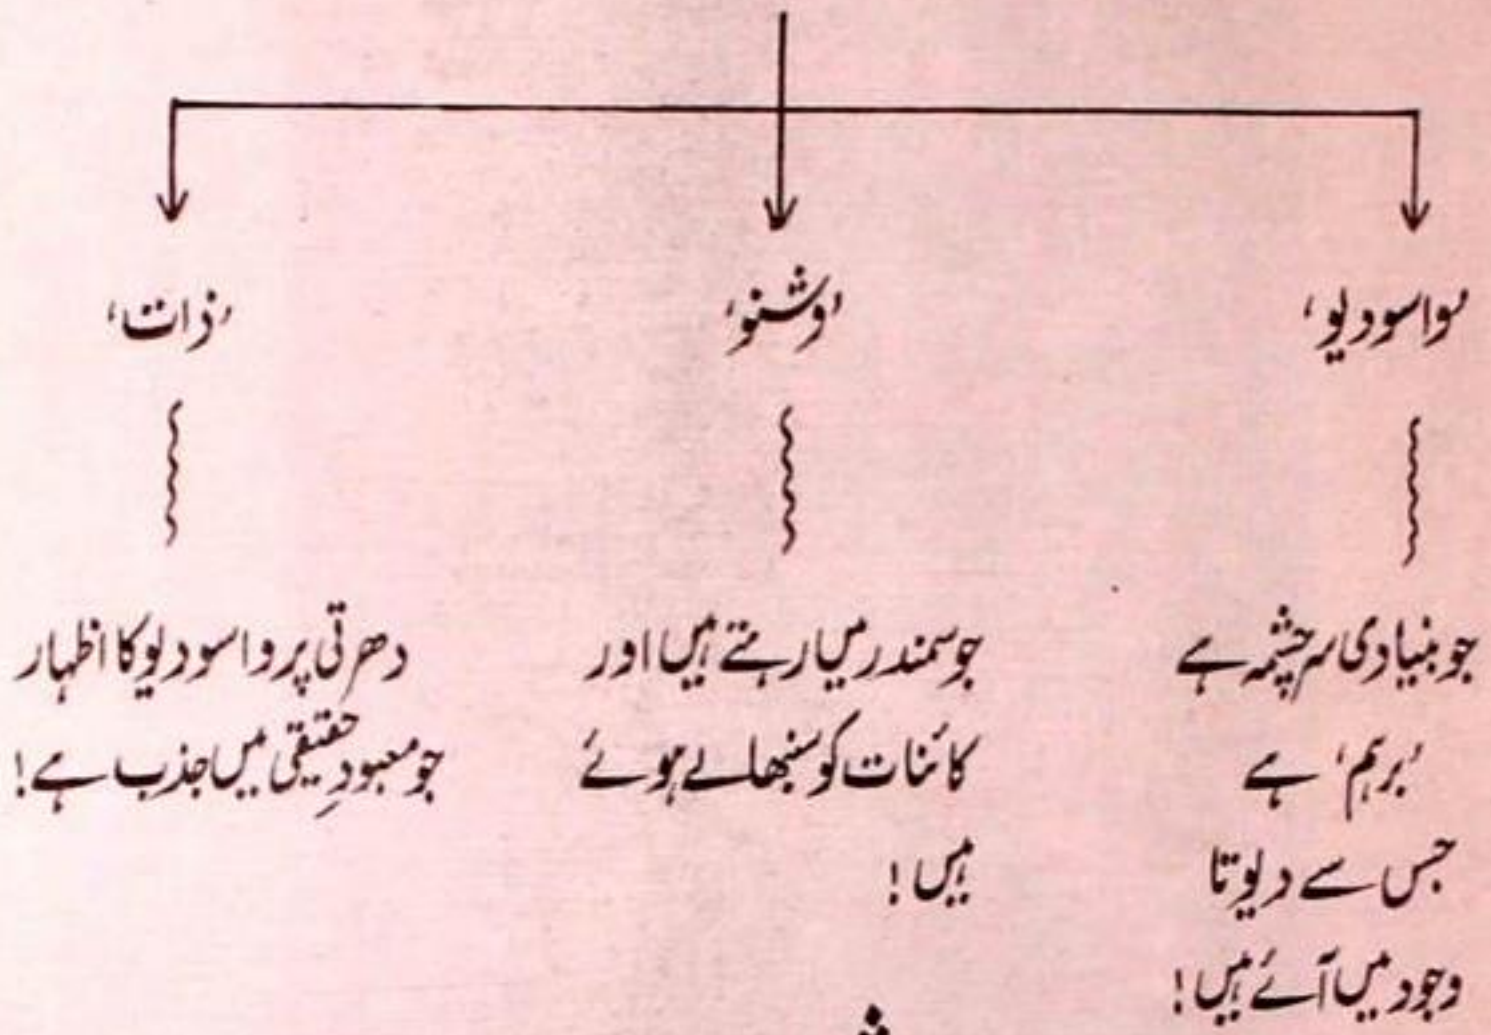 ’واسودیو‘
’وشنو‘
’ذات‘
جو بنیادی سرچشمہ ہے
’برہم‘ ہے
جس سے دیوتا
وجود میں آئے ہیں!
جو سمندر میں رہتے ہیں اور
کائنات کو سنبھالے ہوئے
ہیں!
دھرتی پر واسودیو کا اظہار
جو معبودِ حقیقی میں جذب ہے!